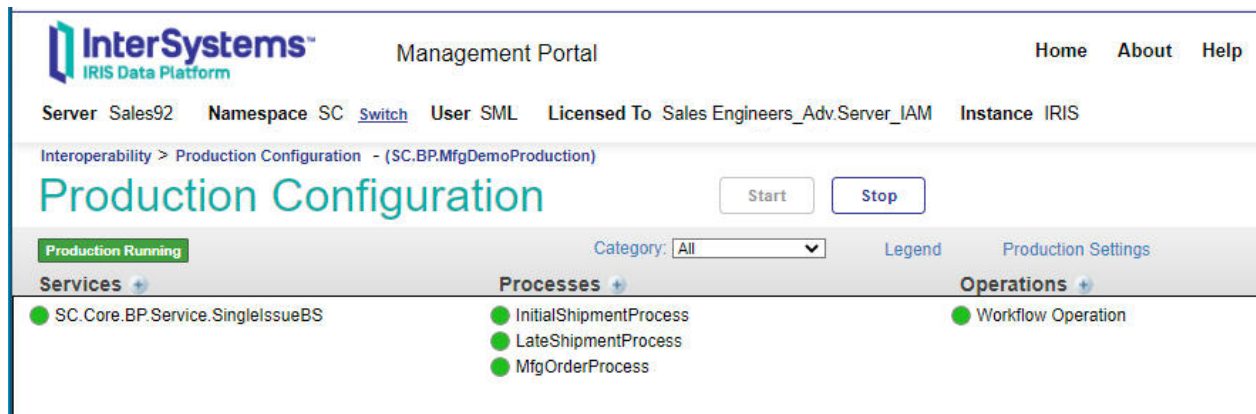 InterSystems™
IRIS Data Platform
Management Portal
Home About Help
Server Sales92 Namespace SC Switch User SML Licensed To Sales Engineers_Adv.Server_IAM Instance IRIS
Interoperability > Production Configuration - (SC.BP.MfgDemoProduction)
Production Configuration Start Stop
Production Running Category: All Legend Production Settings
Services Processes Operations
SC.Core.BP.Service.SingleIssueBS InitialShipmentProcess Workflow Operation
LateShipmentProcess
MfgOrderProcess